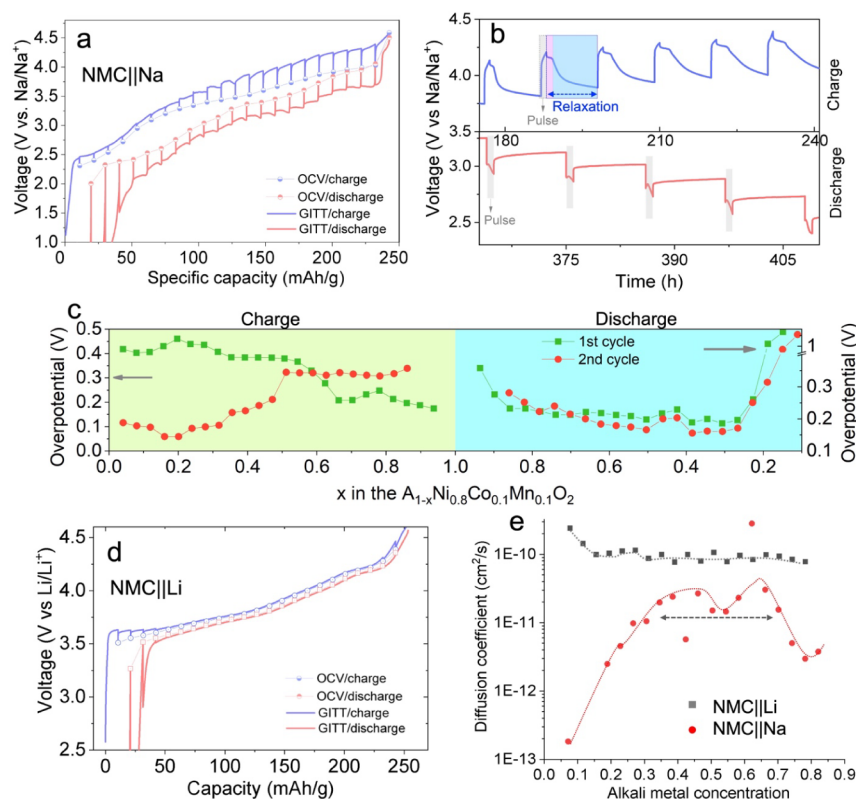 a
NMC||Na
Voltage (V vs. Na/Na+)
4.5
4.0
3.5
3.0
2.5
2.0
1.5
1.0
OCV/charge
OCV/discharge
GITT/charge
GITT/discharge
0 50 100 150 200 250
Specific capacity (mAh/g)
b
Voltage (V vs. Na/Na+)
4.5
4.0
3.5
3.0
2.5
Relaxation
Pulse
180 210 240
Pulse
375 390 405
Time (h)
Charge
Discharge
c
Charge Discharge
Overpotential (V)
0.5
0.4
0.3
0.2
0.1
0.0
1st cycle
2nd cycle
1
0.3
0.2
0.1
Overpotential (V)
0.0 0.2 0.4 0.6 0.8 1.0 0.8 0.6 0.4 0.2
x in the A1-xNi0.8Co0.1Mn0.1O2
d
NMC||Li
Voltage (V vs Li/Li+)
4.5
4.0
3.5
3.0
2.5
OCV/charge
OCV/discharge
GITT/charge
GITT/discharge
0 50 100 150 200 250
Capacity (mAh/g)
e
Diffusion coefficient (cm2/s)
1E-10
1E-11
1E-12
1E-13
NMC||Li
NMC||Na
0.0 0.1 0.2 0.3 0.4 0.5 0.6 0.7 0.8 0.9
Alkali metal concentration